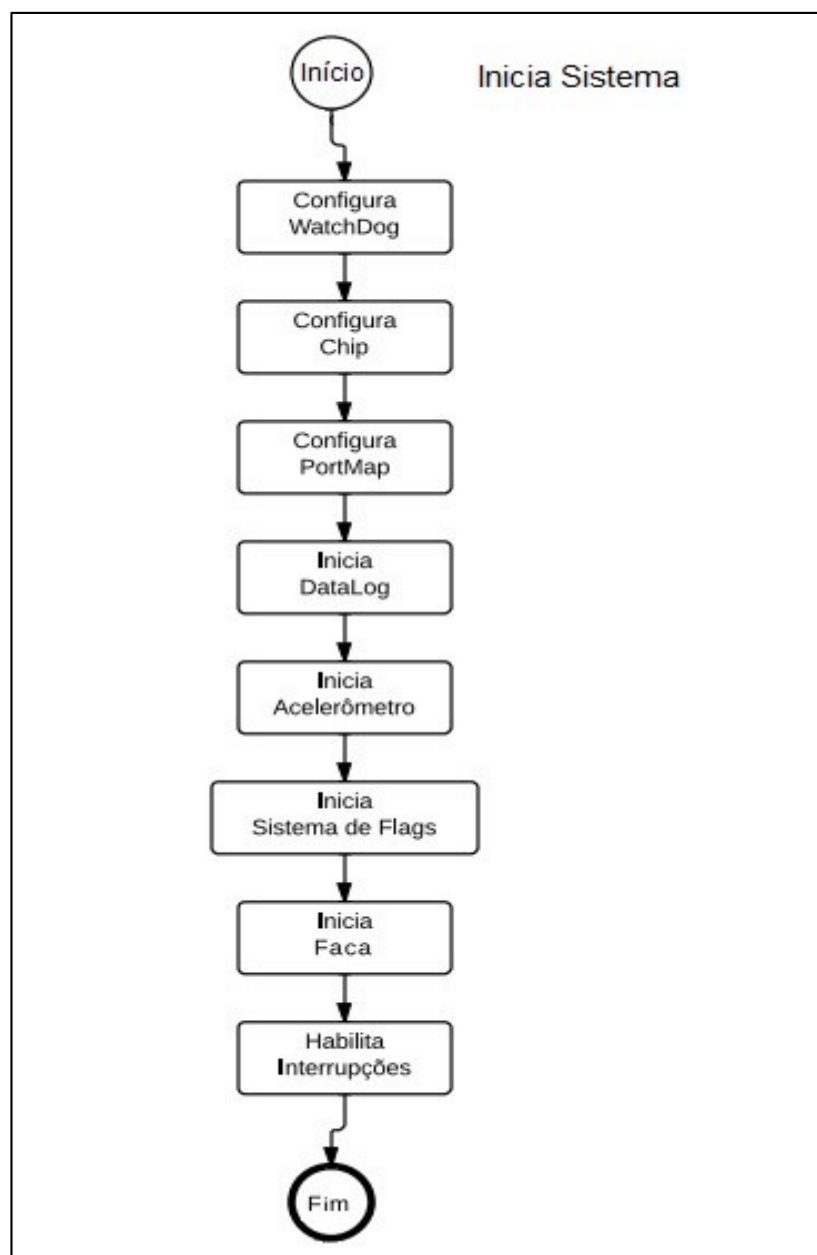 Início
Inicia Sistema
Configura
WatchDog
Configura
Chip
Configura
PortMap
Inicia
DataLog
Inicia
Acelerômetro
Inicia
Sistema de Flags
Inicia
Faca
Habilita
Interrupções
Fim